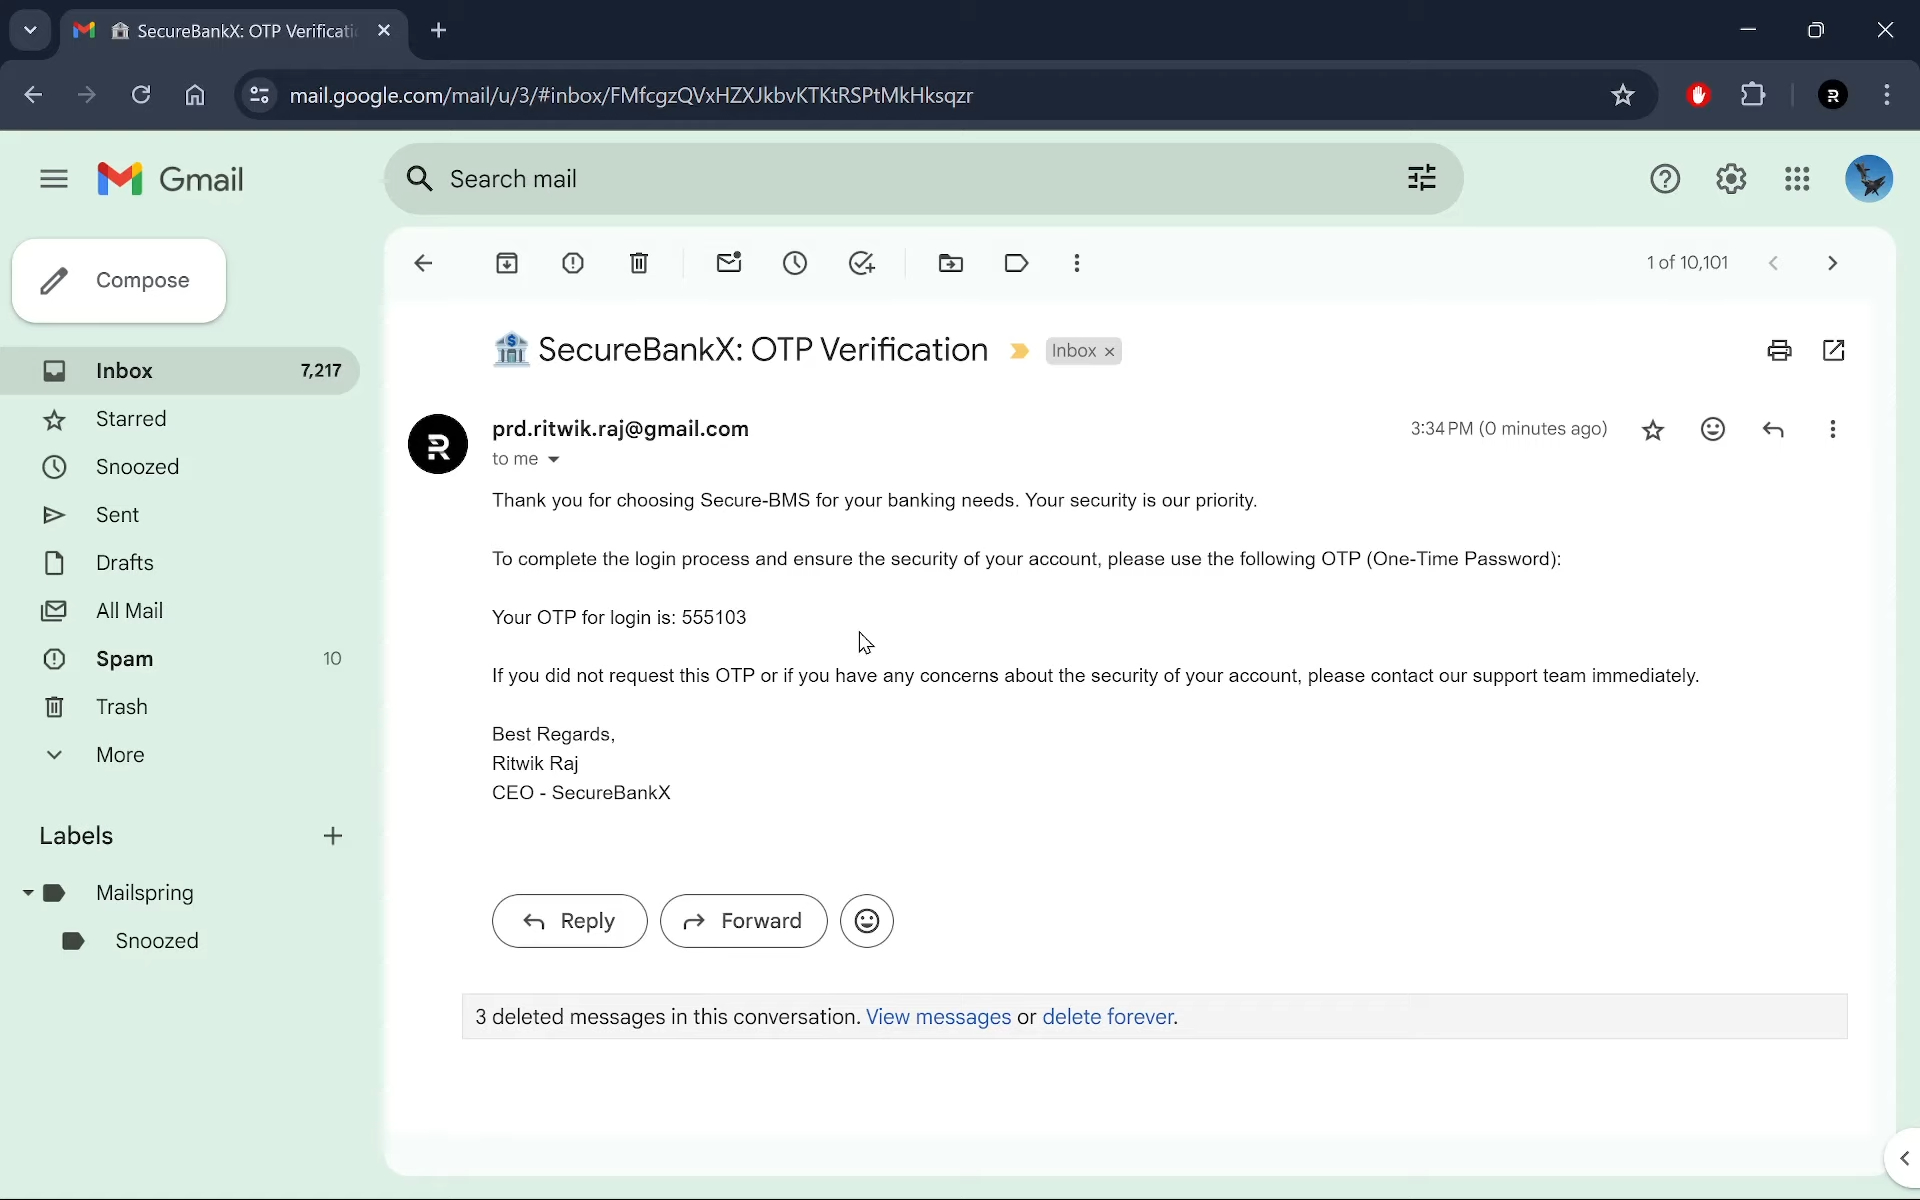 SecureBankX: OTP Verificati
mail.google.com/mail/u/3/#inbox/FMfcgzQVxHZXJkbvKTKtRSPtMkHksqzr
Gmail
Search mail
Compose
1 of 10,101
SecureBankX: OTP Verification
Inbox ×
Inbox 7,217
Starred
Snoozed
Sent
Drafts
All Mail
Spam 10
Trash
More
Labels
Mailspring
Snoozed
prd.ritwik.raj@gmail.com
3:34 PM (0 minutes ago)
to me
Thank you for choosing Secure-BMS for your banking needs. Your security is our priority.
To complete the login process and ensure the security of your account, please use the following OTP (One-Time Password):
Your OTP for login is: 555103
If you did not request this OTP or if you have any concerns about the security of your account, please contact our support team immediately.
Best Regards,
Ritwik Raj
CEO - SecureBankX
Reply
Forward
3 deleted messages in this conversation. View messages or delete forever.